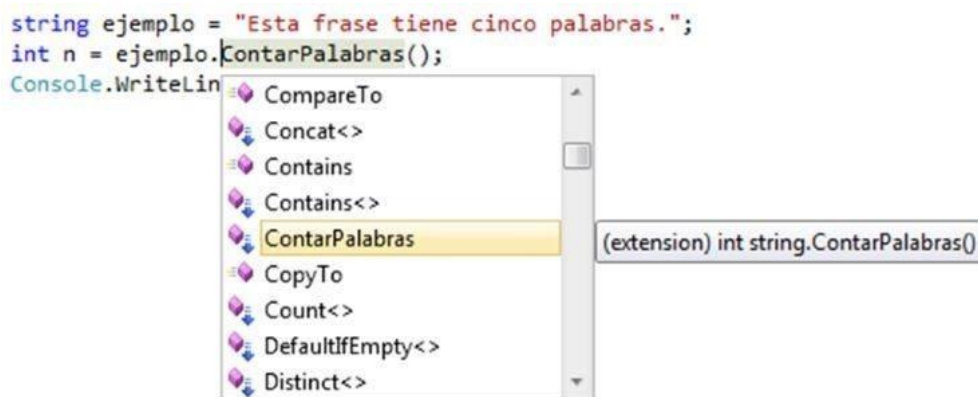 string ejemplo = "Esta frase tiene cinco palabras.";
int n = ejemplo.ContarPalabras();
Console.WriteLin
CompareTo
Concat<>
Contains
Contains<>
ContarPalabras
(extension) int string.ContarPalabras()
CopyTo
Count<>
DefaultIfEmpty<>
Distinct<>